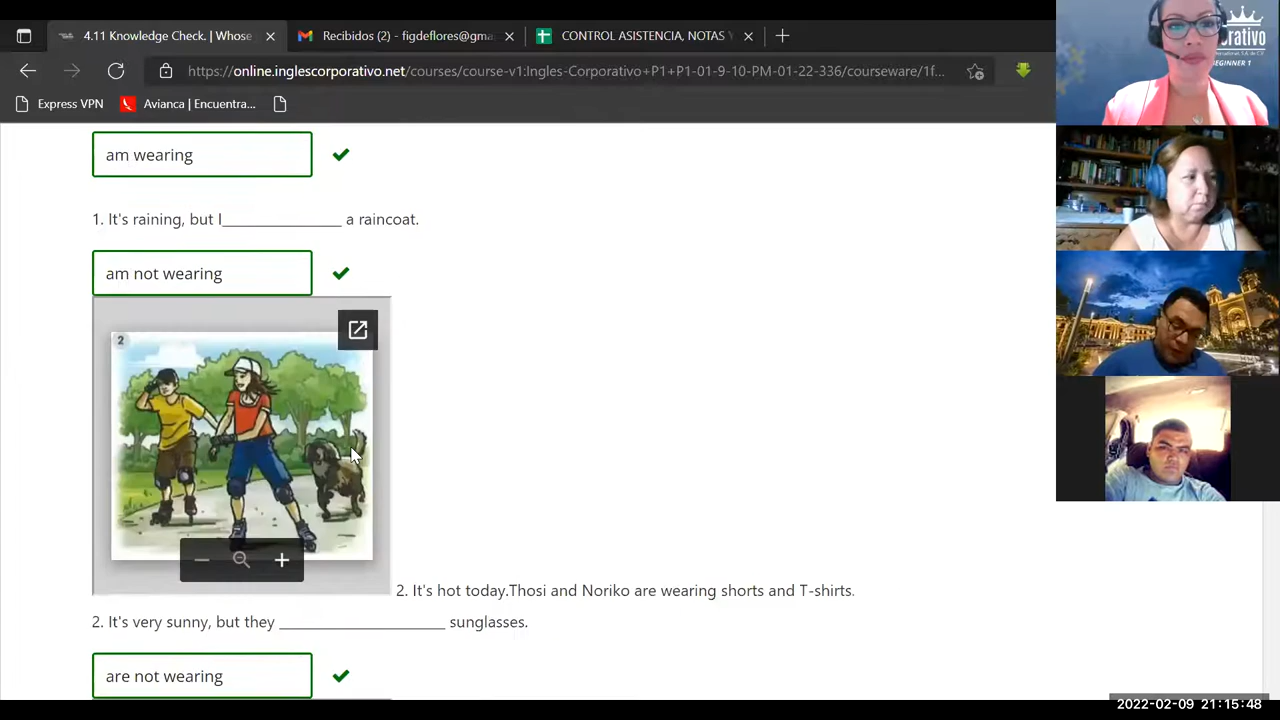 4.11 Knowledge Check. | Whose
Recibidos (2) - figdeflores@gma
CONTROL ASISTENCIA, NOTAS Y
https://online.inglescorporativo.net/courses/course-v1:Ingles-Corporativo+P1+P1-01-9-10-PM-01-22-336/courseware/1f...
Express VPN
Avianca | Encuentra...
am wearing
1. It's raining, but I______________ a raincoat.
am not wearing
2
2. It's hot today.Thosi and Noriko are wearing shorts and T-shirts.
2. It's very sunny, but they ___________________ sunglasses.
are not wearing
BEGINNER 1
2022-02-09 21:15:48